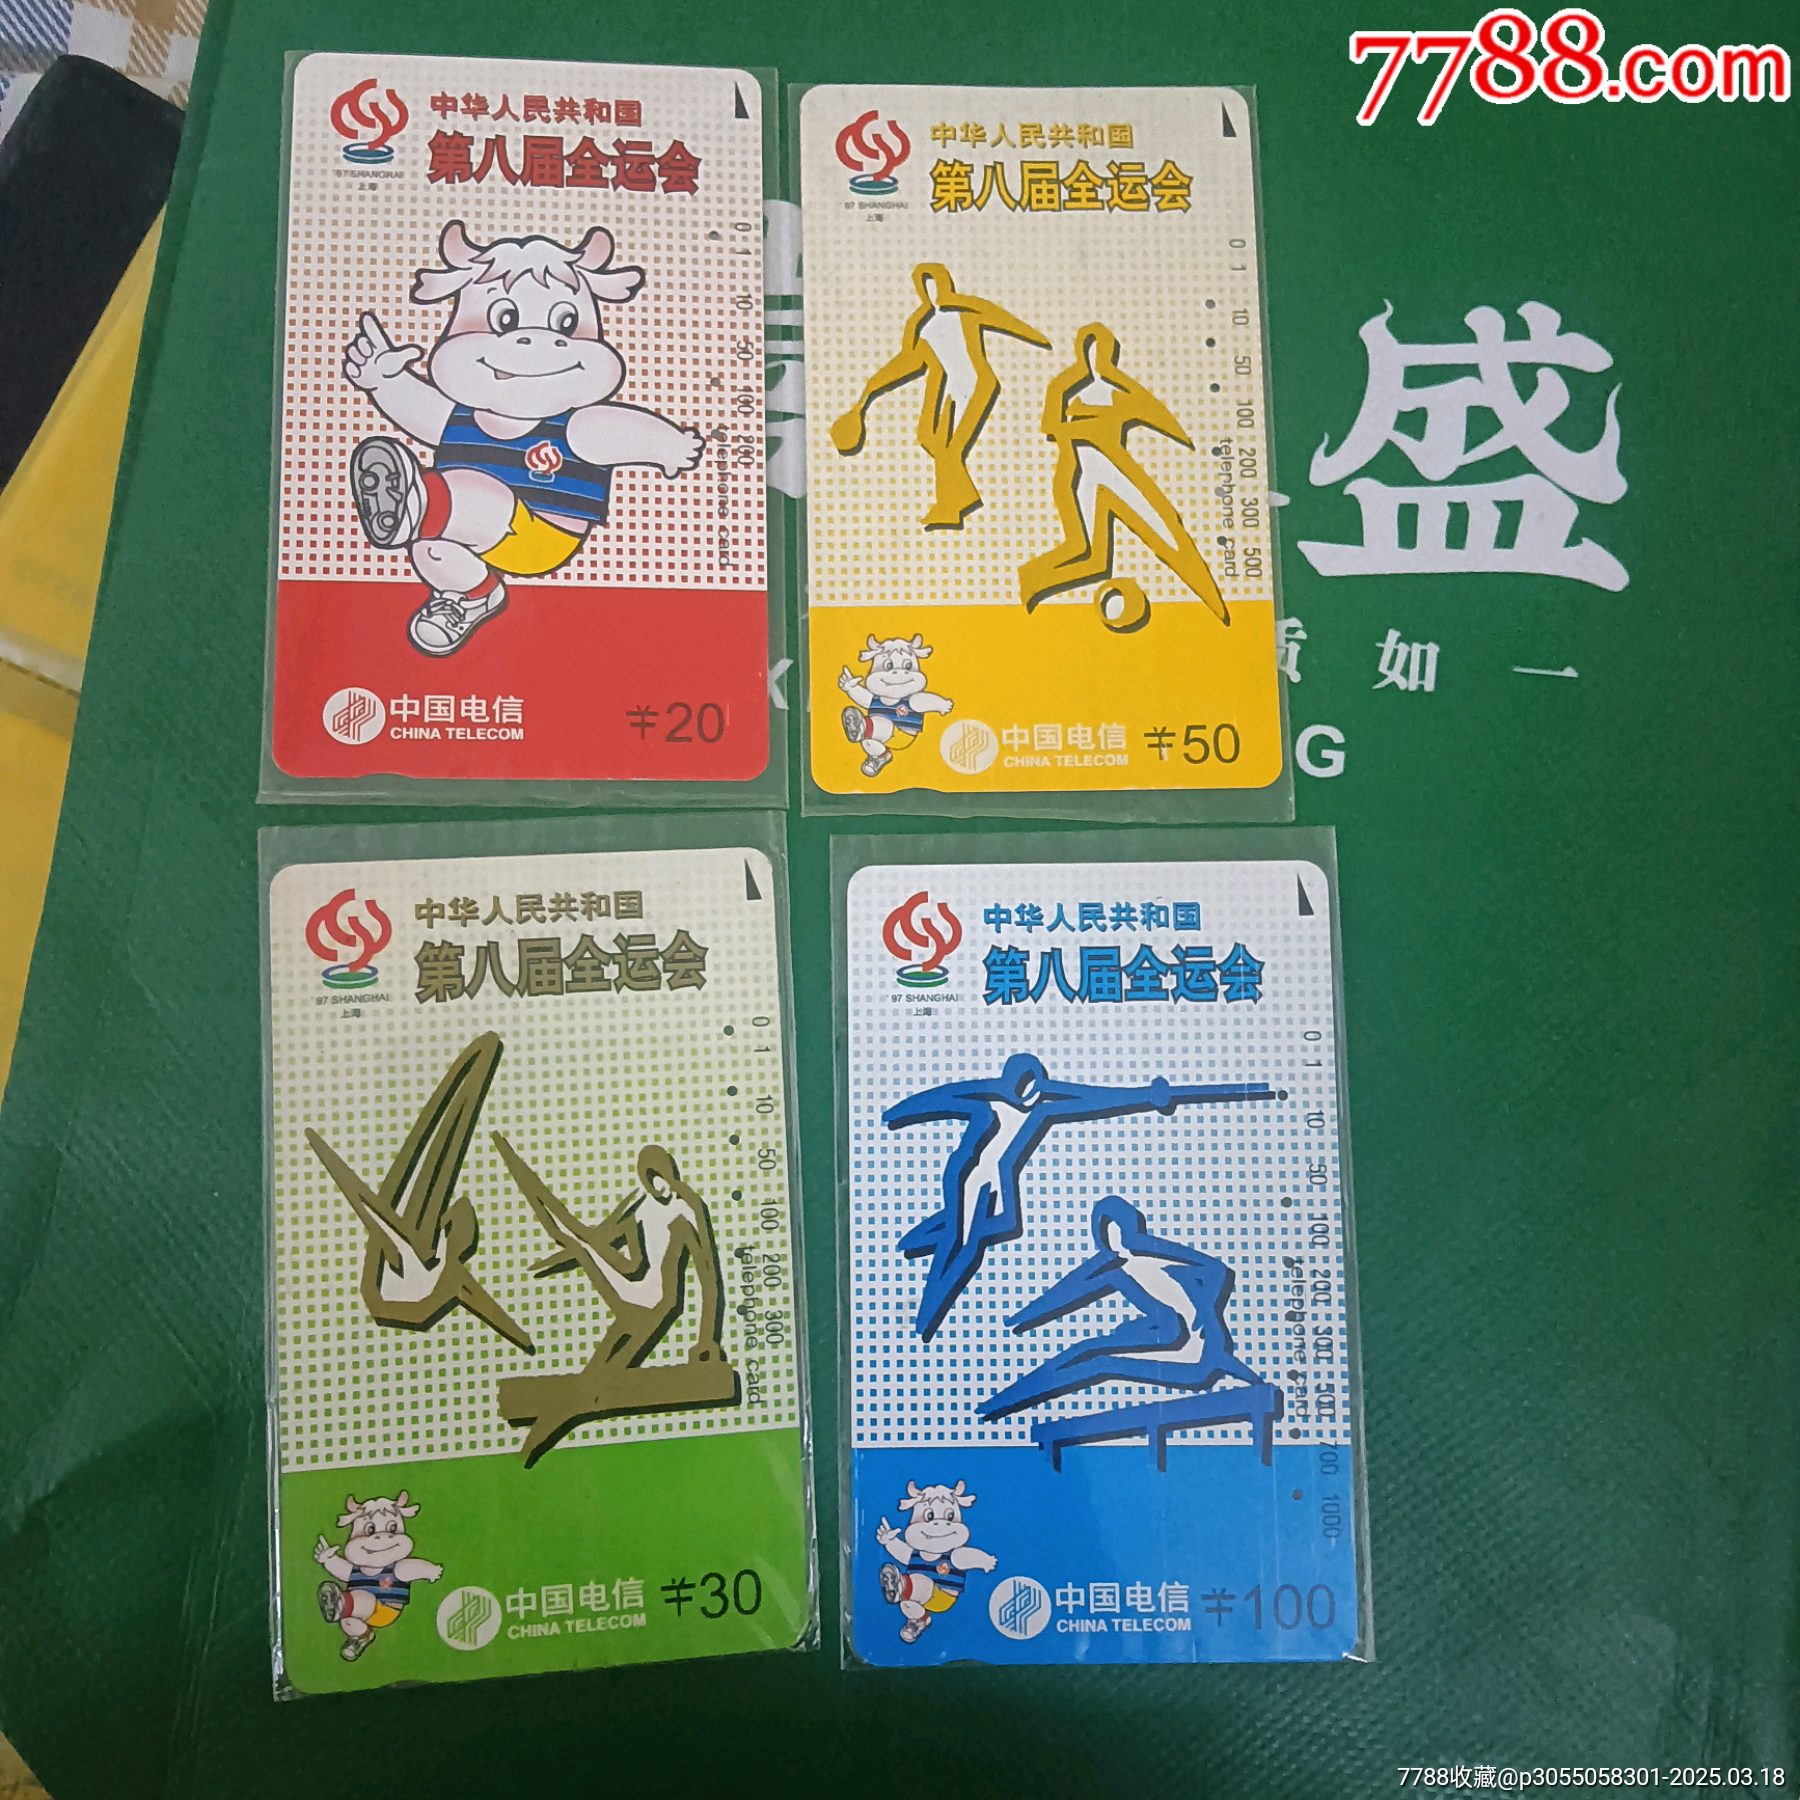 7788.com
中华人民共和国
第八届全运会
'97 SHANGHAI
上海
0 1 10 50 100 200
telephone card
中国电信
CHINA TELECOM
¥20
中华人民共和国
第八届全运会
'97 SHANGHAI
上海
0 1 10 50 100 200 300 500
telephone card
中国电信
CHINA TELECOM
¥50
盛
质 如 一
G
中华人民共和国
第八届全运会
'97 SHANGHAI
上海
0 1 10 50 100 200 300
telephone card
中国电信
CHINA TELECOM
¥30
中华人民共和国
第八届全运会
'97 SHANGHAI
上海
0 1 10 50 100 200 300 500 700 1000
telephone card
中国电信
CHINA TELECOM
¥100
7788收藏@p3055058301-2025.03.18